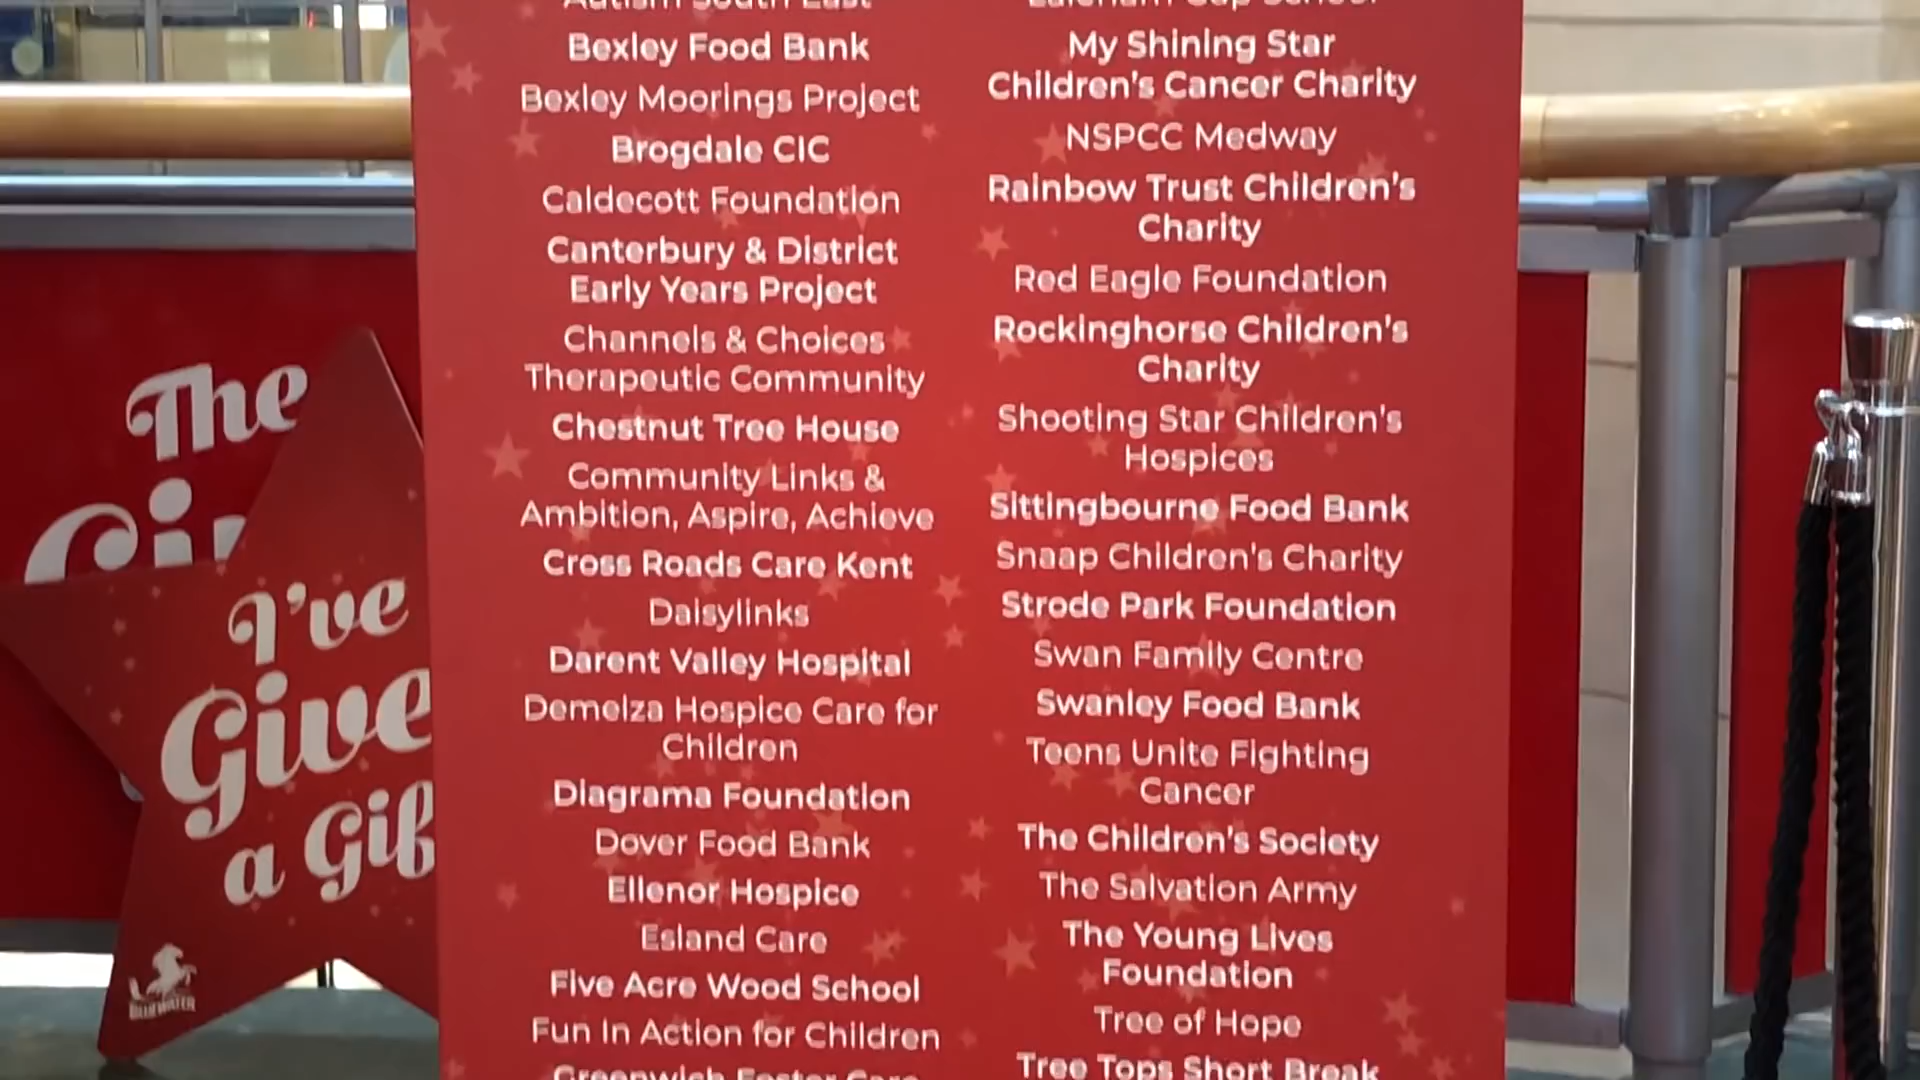 The
I've
Give
a Gif
BLUEWATER
Autism South East
Bexley Food Bank
Bexley Moorings Project
Brogdale CIC
Caldecott Foundation
Canterbury & District
Early Years Project
Channels & Choices
Therapeutic Community
Chestnut Tree House
Community Links &
Ambition, Aspire, Achieve
Cross Roads Care Kent
Daisylinks
Darent Valley Hospital
Demelza Hospice Care for
Children
Diagrama Foundation
Dover Food Bank
Ellenor Hospice
Esland Care
Five Acre Wood School
Fun In Action for Children
Greenwich Foster Care
My Shining Star
Children's Cancer Charity
NSPCC Medway
Rainbow Trust Children's
Charity
Red Eagle Foundation
Rockinghorse Children's
Charity
Shooting Star Children's
Hospices
Sittingbourne Food Bank
Snaap Children's Charity
Strode Park Foundation
Swan Family Centre
Swanley Food Bank
Teens Unite Fighting
Cancer
The Children's Society
The Salvation Army
The Young Lives
Foundation
Tree of Hope
Tree Tops Short Break